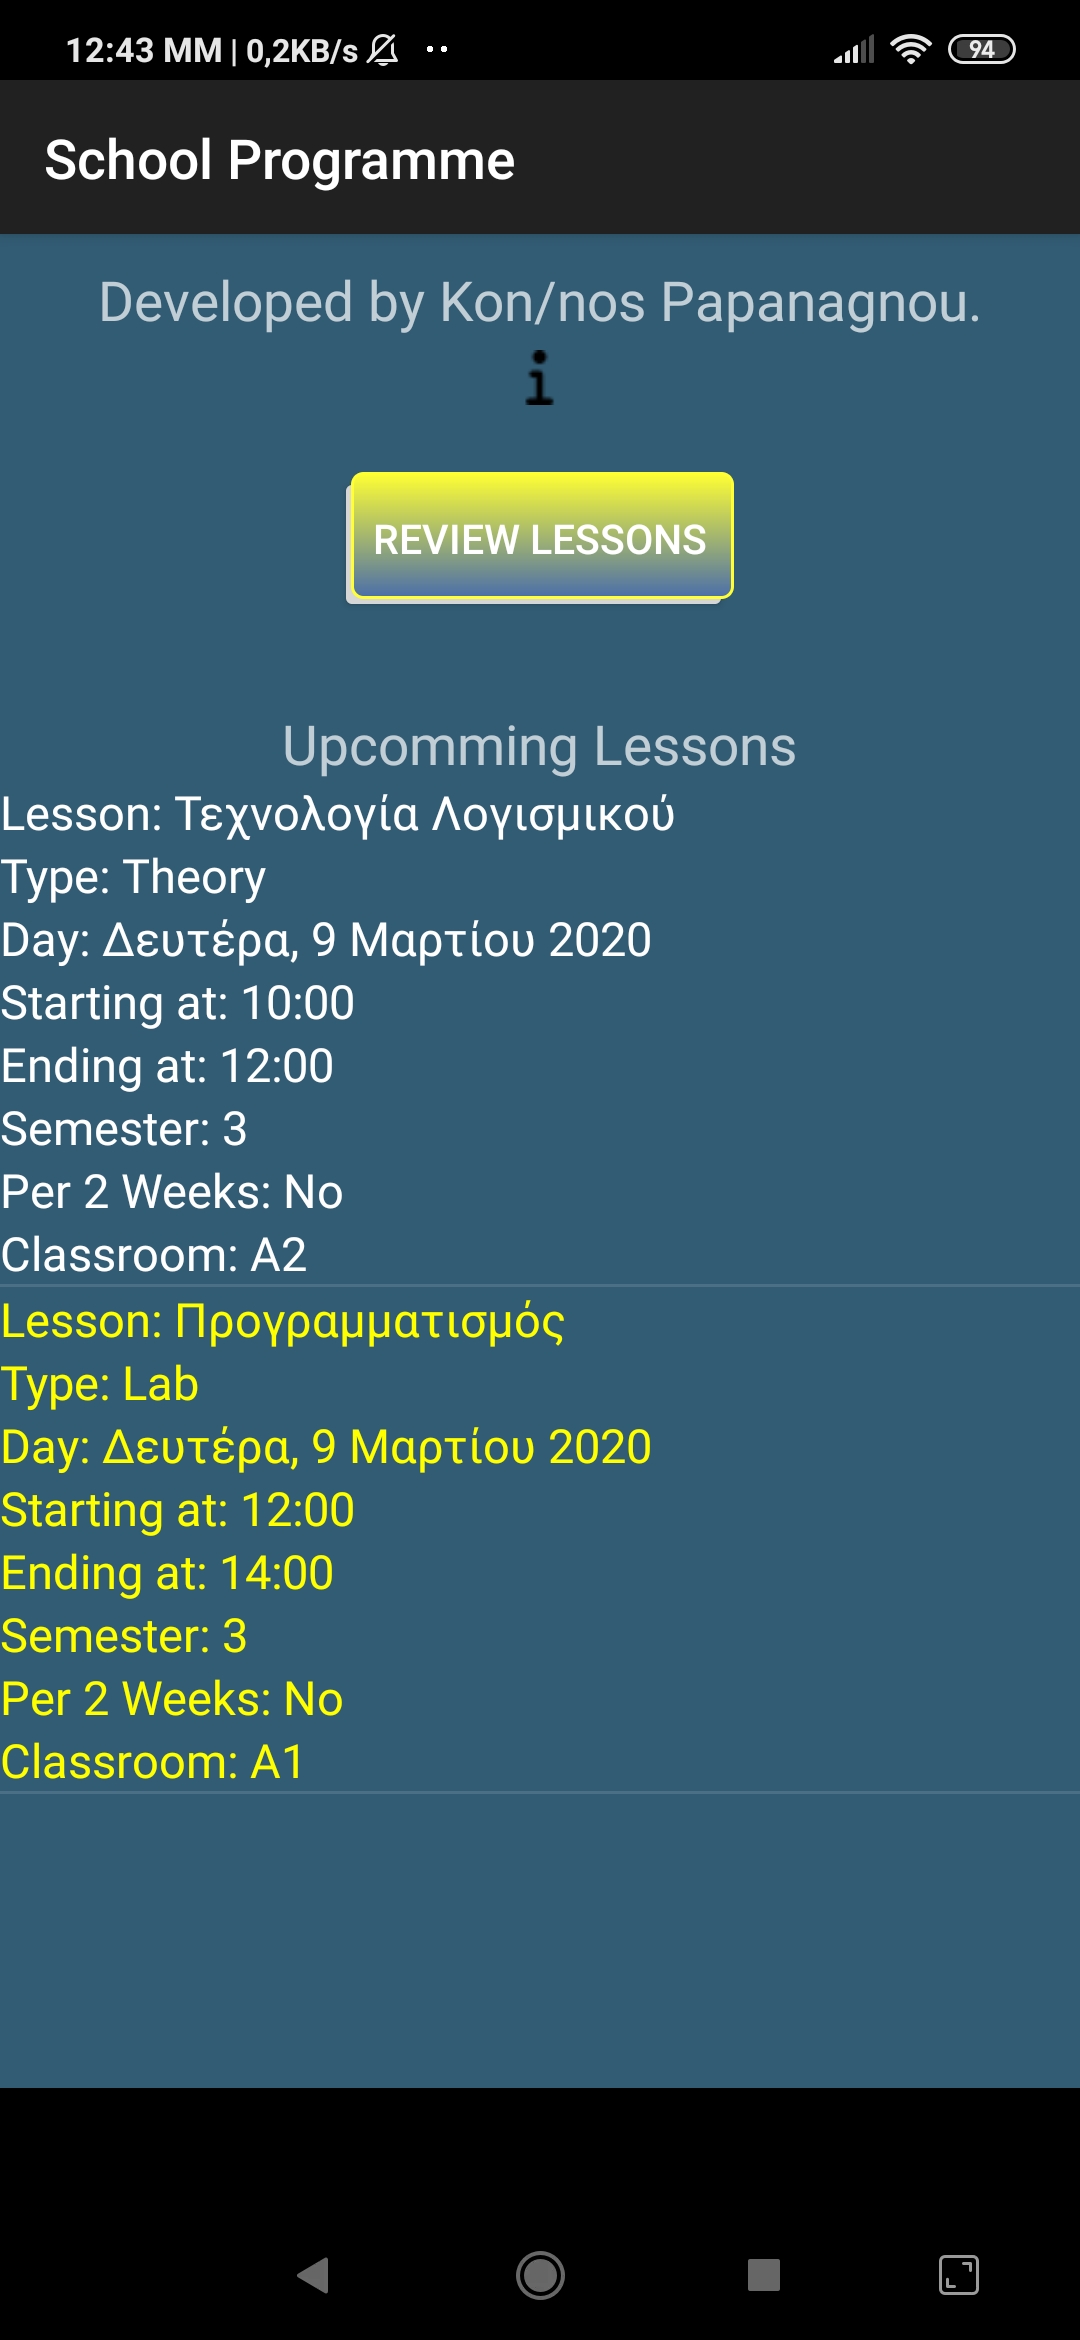 12:43 MM | 0,2KB/s
94
School Programme
Developed by Kon/nos Papanagnou.
i
REVIEW LESSONS
Upcomming Lessons
Lesson: Τεχνολογία Λογισμικού
Type: Theory
Day: Δευτέρα, 9 Μαρτίου 2020
Starting at: 10:00
Ending at: 12:00
Semester: 3
Per 2 Weeks: No
Classroom: A2
Lesson: Προγραμματισμός
Type: Lab
Day: Δευτέρα, 9 Μαρτίου 2020
Starting at: 12:00
Ending at: 14:00
Semester: 3
Per 2 Weeks: No
Classroom: A1